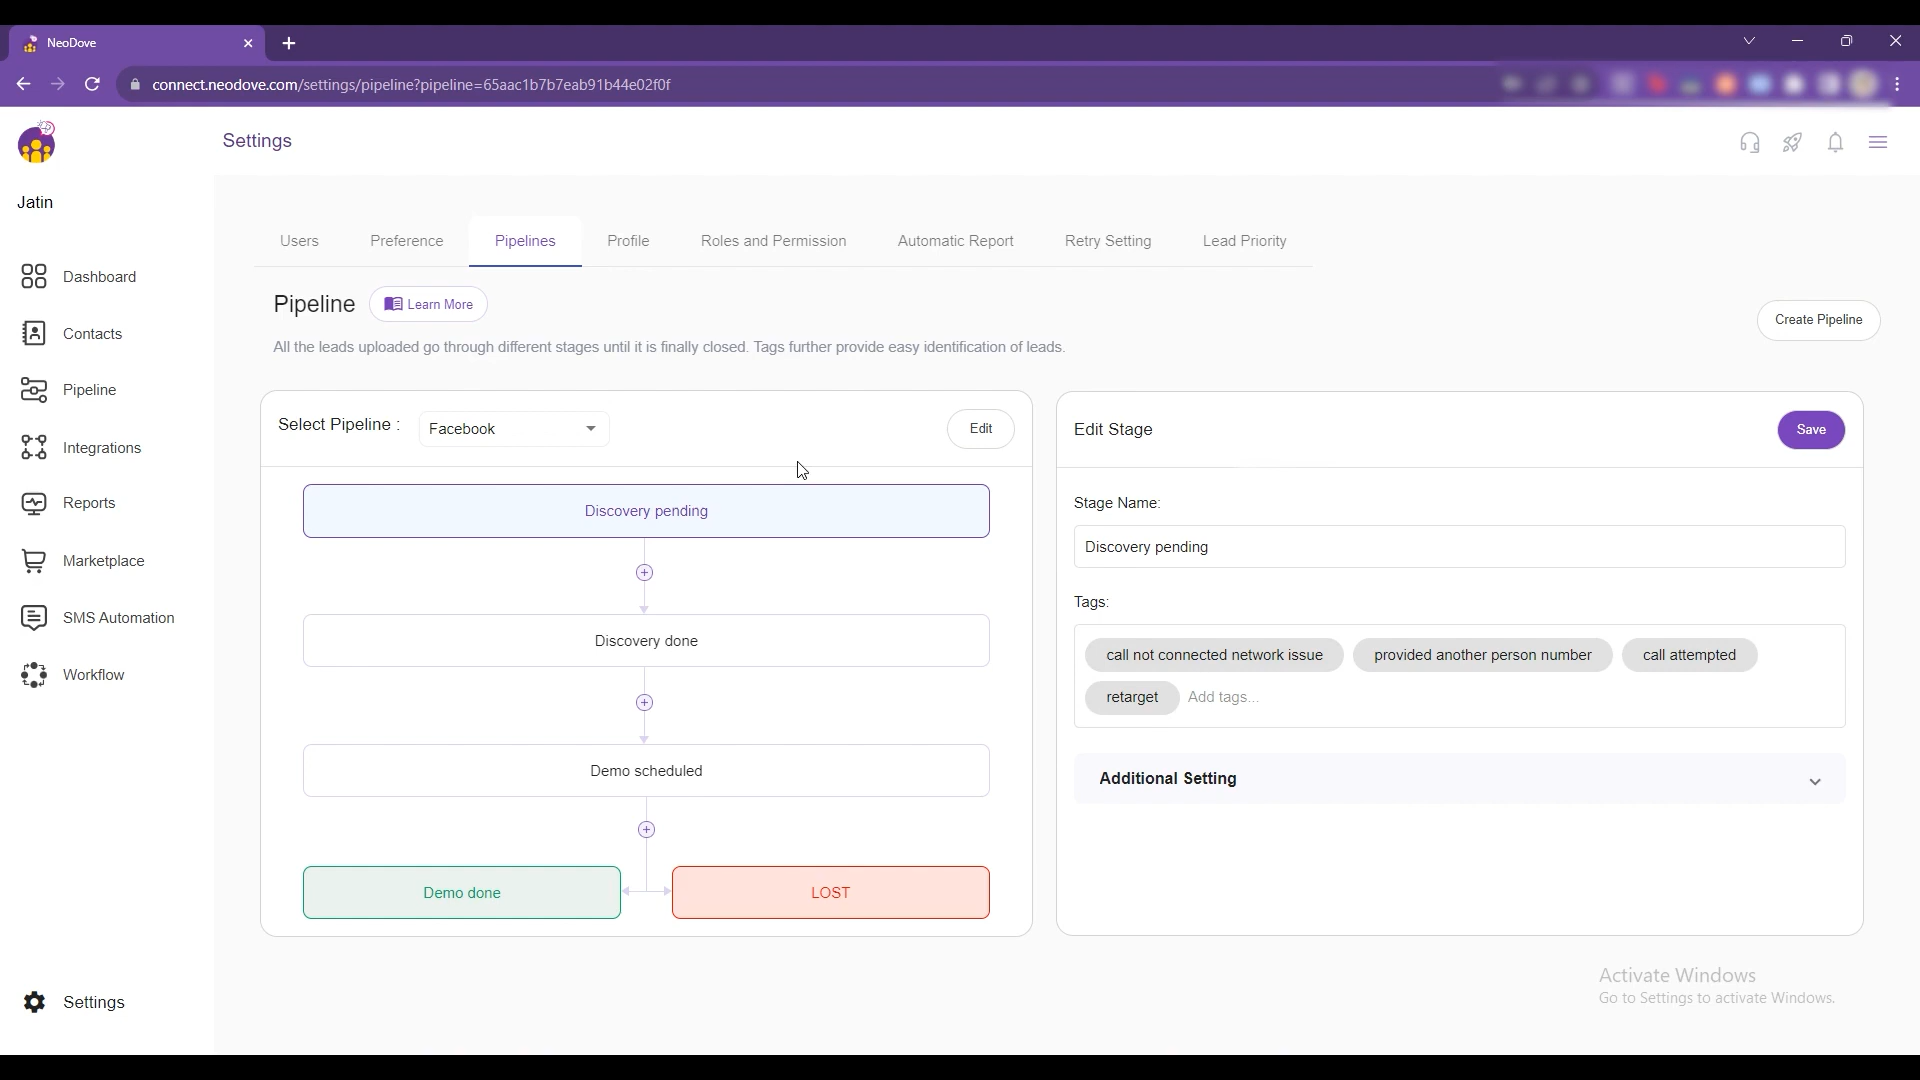 NeoDove
connect.neodove.com/settings/pipeline?pipeline=65aac1b7b7eab91b44e02f0f
Settings
Jatin
Dashboard
Contacts
Pipeline
Integrations
Reports
Marketplace
SMS Automation
Workflow
Settings
Users Preference Pipelines Profile Roles and Permission Automatic Report Retry Setting Lead Priority
Pipeline Learn More
Create Pipeline
All the leads uploaded go through different stages until it is finally closed. Tags further provide easy identification of leads.
Select Pipeline : Facebook Edit
Discovery pending
Discovery done
Demo scheduled
Demo done LOST
Edit Stage Save
Stage Name:
Discovery pending
Tags:
call not connected network issue provided another person number call attempted
retarget Add tags...
Additional Setting
Activate Windows
Go to Settings to activate Windows.